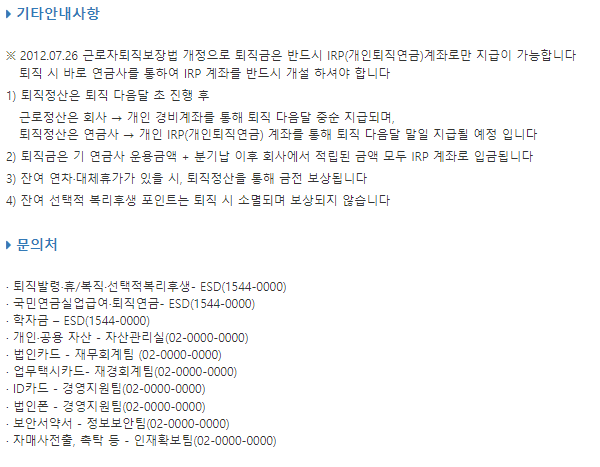 기타안내사항
※ 2012.07.26 근로자퇴직보장법 개정으로 퇴직금은 반드시 IRP(개인퇴직연금)계좌로만 지급이 가능합니다
퇴직 시 바로 연금사를 통하여 IRP 계좌를 반드시 개설 하셔야 합니다
1) 퇴직정산은 퇴직 다음달 초 진행 후
근로정산은 회사 → 개인 경비계좌를 통해 퇴직 다음달 중순 지급되며,
퇴직정산은 연금사 → 개인 IRP(개인퇴직연금) 계좌를 통해 퇴직 다음달 말일 지급될 예정 입니다
2) 퇴직금은 기 연금사 운용금액 + 분기납 이후 회사에서 적립된 금액 모두 IRP 계좌로 입금됩니다
3) 잔여 연차·대체휴가가 있을 시, 퇴직정산을 통해 금전 보상됩니다
4) 잔여 선택적 복리후생 포인트는 퇴직 시 소멸되며 보상되지 않습니다
문의처
· 퇴직발령·휴/복직·선택적복리후생- ESD(1544-0000)
· 국민연금실업급여·퇴직연금- ESD(1544-0000)
· 학자금 – ESD(1544-0000)
· 개인·공용 자산 - 자산관리실(02-0000-0000)
· 법인카드 - 재무회계팀 (02-0000-0000)
· 업무택시카드- 재경회계팀(02-0000-0000)
· ID카드 - 경영지원팀(02-0000-0000)
· 법인폰 - 경영지원팀(02-0000-0000)
· 보안서약서 - 정보보안팀(02-0000-0000)
· 자매사전출, 촉탁 등 - 인재확보팀(02-0000-0000)